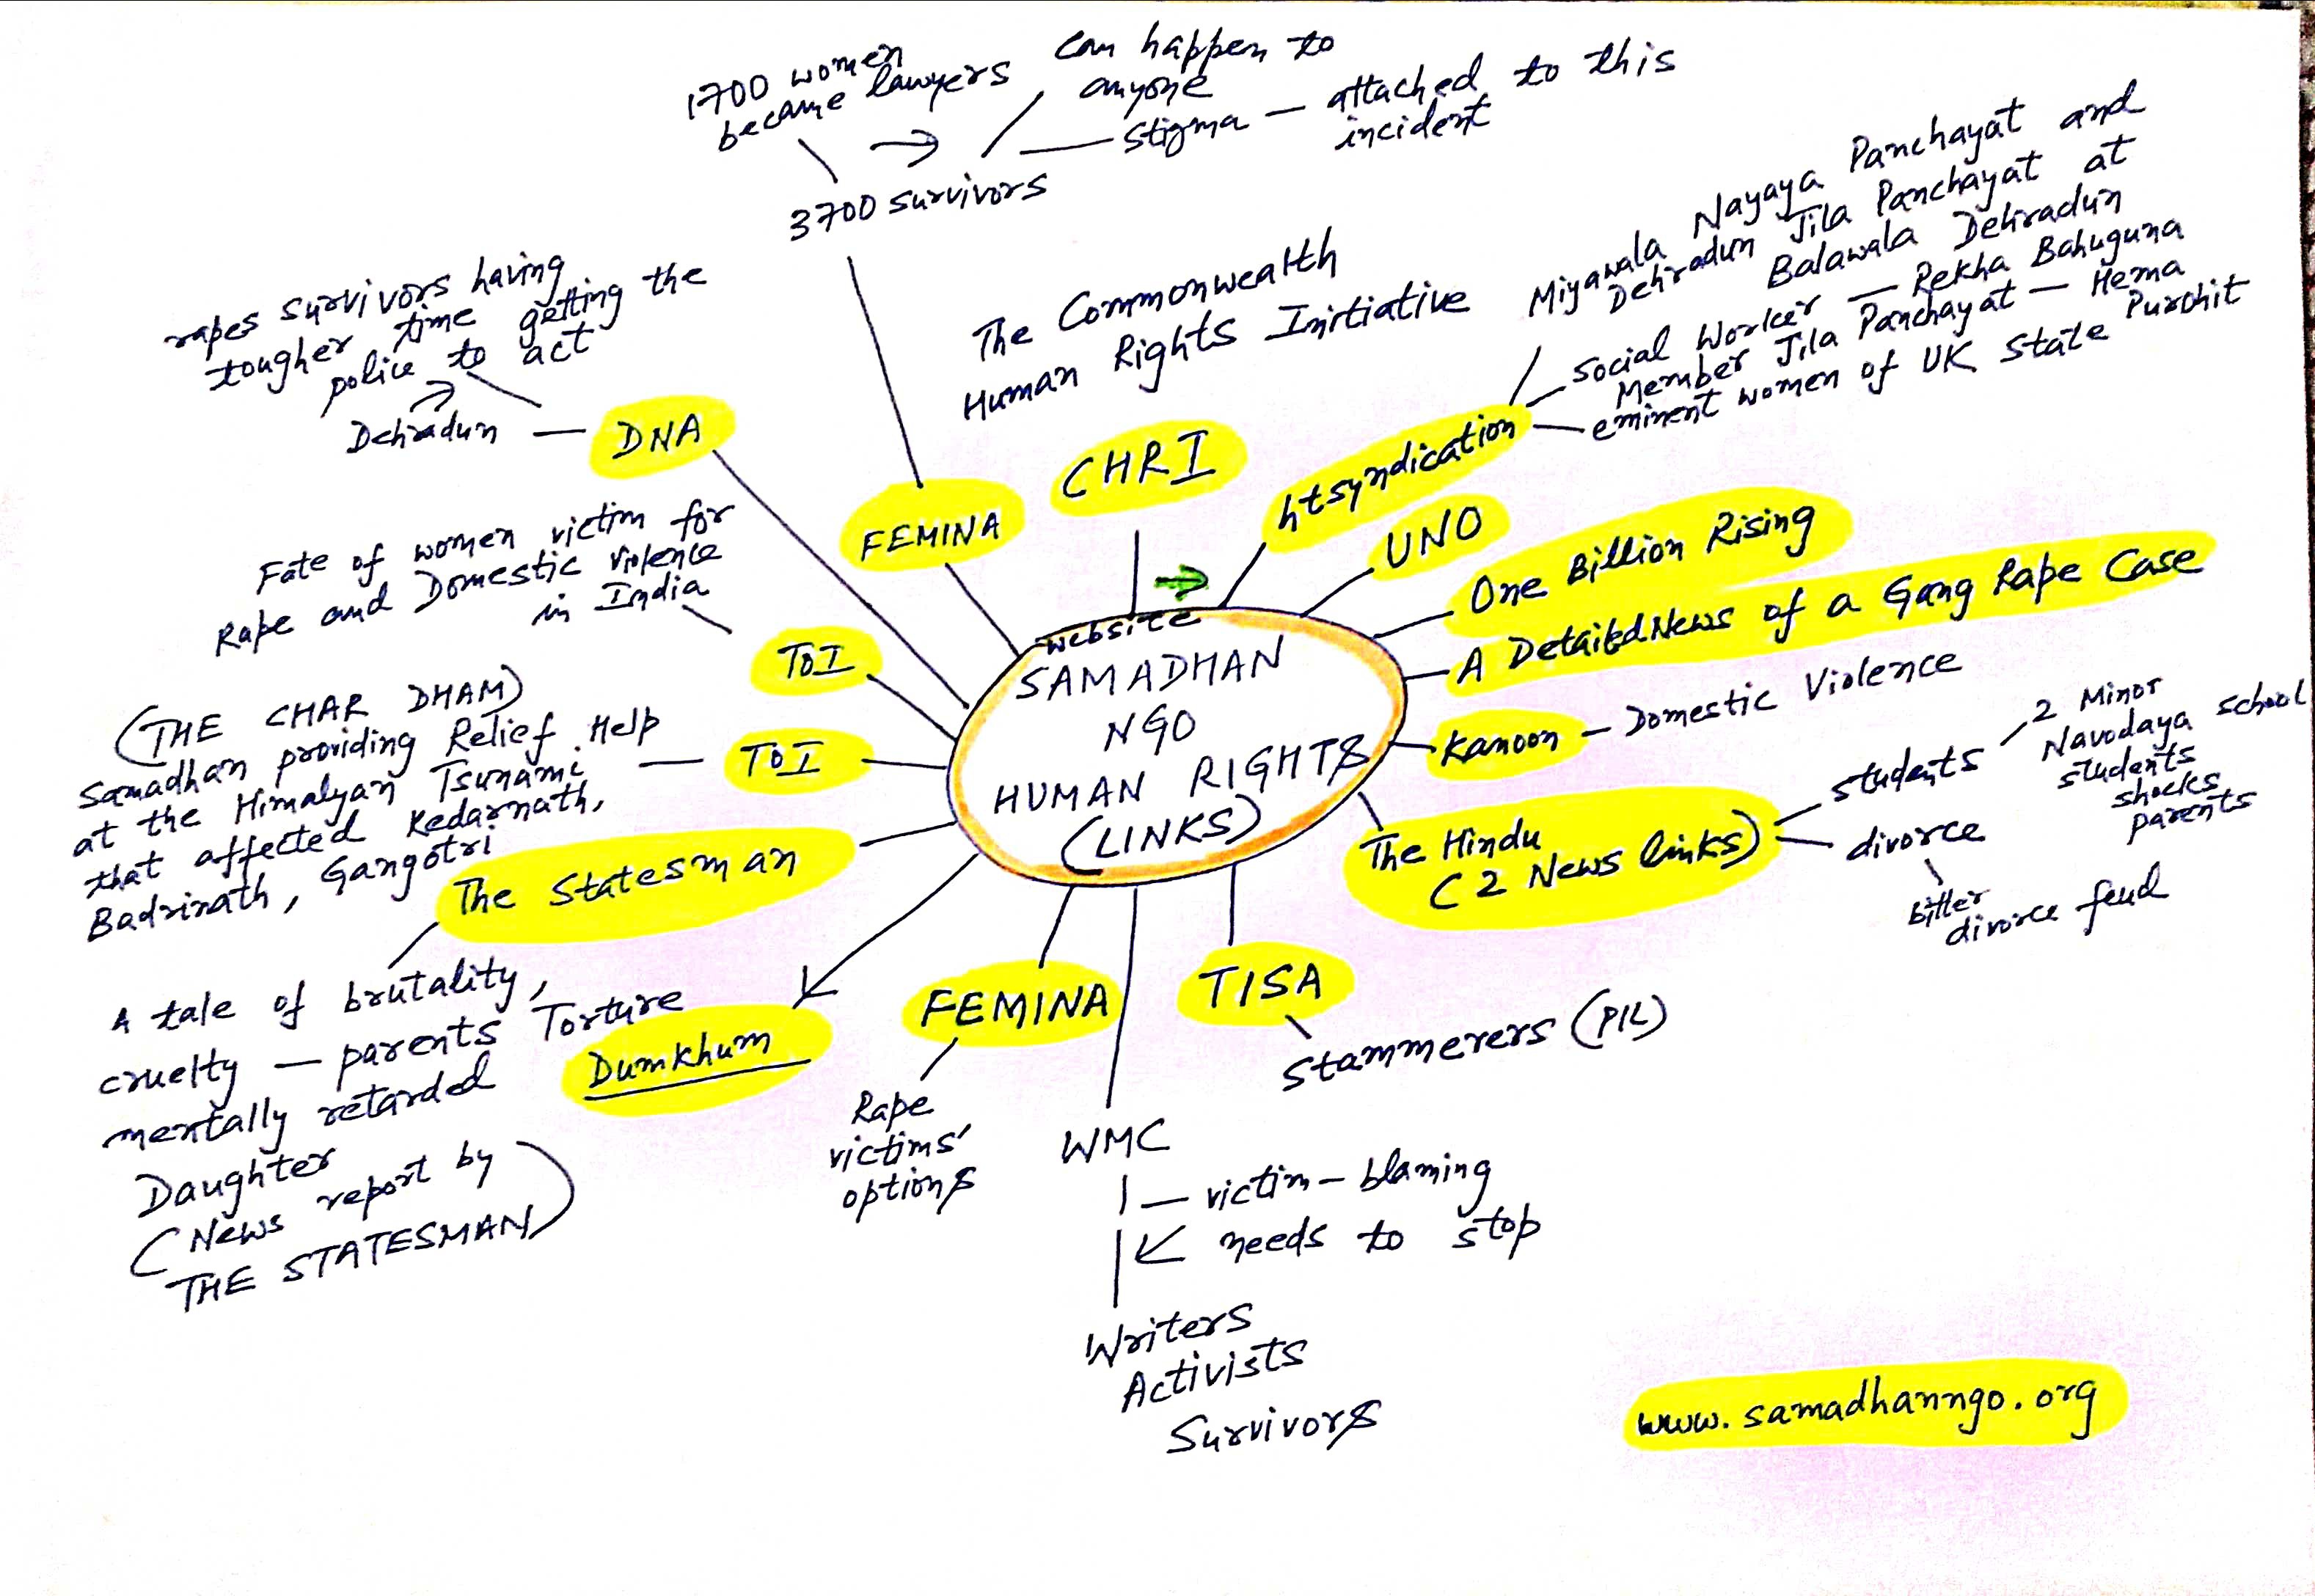 1700 women
became lawyers
can happen to
anyone
→
stigma — attached to this
incident
3700 survivors
FEMINA
The Commonwealth
Human Rights Initiative
CHRI
Miyawala Nayaya Panchayat and
Dehradun Jila Panchayat at
Balawala Dehradun
Social Worker — Rekha Bahuguna
Member Jila Panchayat — Hema
Purohit
eminent women of UK State
htsyndication
UNO
One Billion Rising
A Detailed News of a Gang Rape Case
Kanoon — Domestic Violence
The Hindu
(2 News links)
students
2 Minor
Navodaya school
students
shocks
parents
divorce
bitter
divorce feud
TISA
Stammerers (PIL)
WMC
victim-blaming
needs to stop
Writers
Activists
Survivors
FEMINA
Rape
victims'
options
Dumkhum
The Statesman
A tale of brutality,
cruelty — parents Torture
mentally retarded
Daughter
(News report by
THE STATESMAN)
ToI
(THE CHAR DHAM)
Samadhan providing Relief Help
at the Himalyan Tsunami
that affected Kedarnath,
Badrinath, Gangotri
ToI
Fate of women victim for
Rape and Domestic Violence
in India
DNA
rapes survivors having
tougher time getting the
police to act
Dehradun
→
website
SAMADHAN
NGO
HUMAN RIGHTS
(LINKS)
www.samadhanngo.org